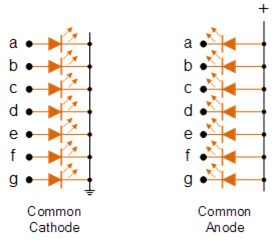 +
a a
b b
c c
d d
e e
f f
g g
Common Common
Cathode Anode